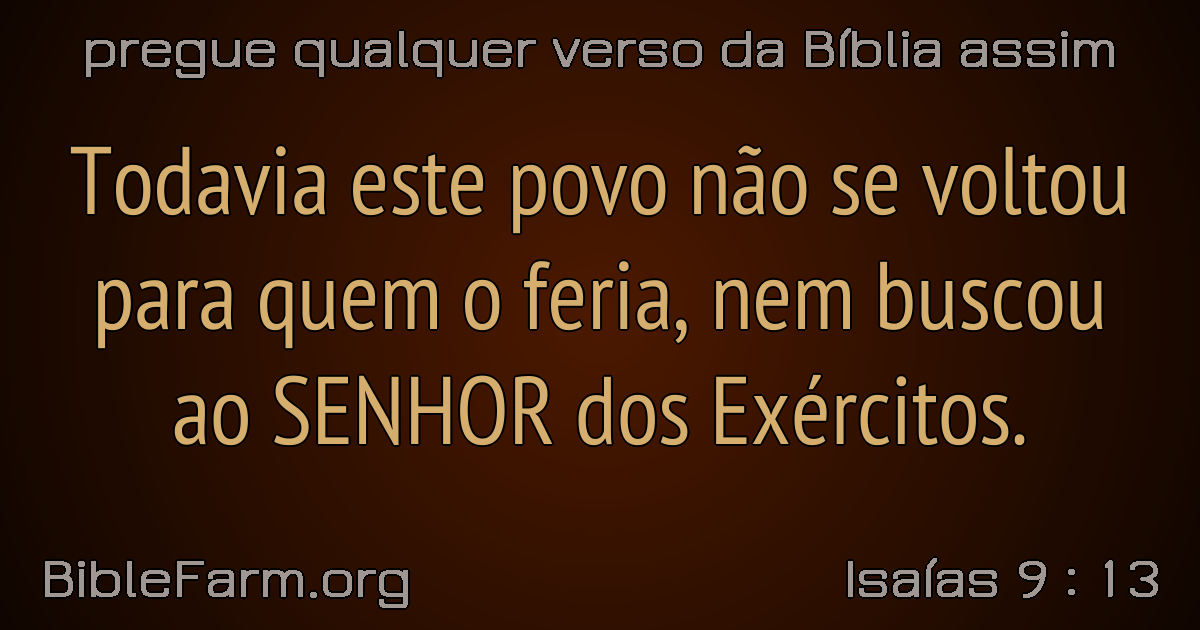 pregue qualquer verso da Bíblia assim
Todavia este povo não se voltou
para quem o feria, nem buscou
ao SENHOR dos Exércitos.
BibleFarm.org
Isaías 9 : 13